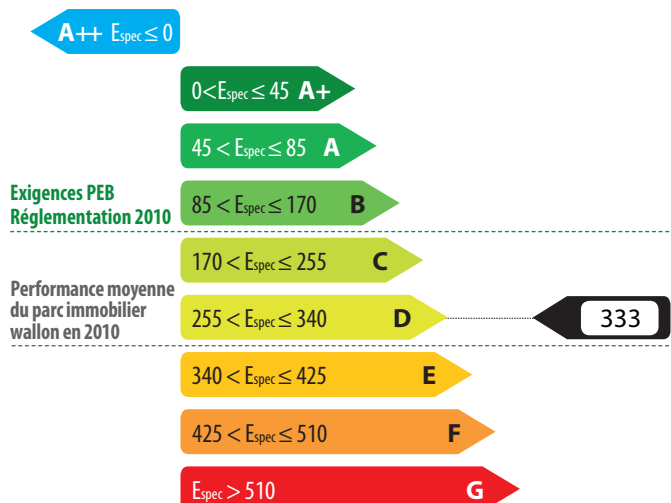 A++ Espec ≤ 0
0<Espec ≤ 45 A+
45 < Espec ≤ 85 A
Exigences PEB
Réglementation 2010
85 < Espec ≤ 170 B
170 < Espec ≤ 255 C
Performance moyenne
du parc immobilier
wallon en 2010
255 < Espec ≤ 340 D
333
340 < Espec ≤ 425 E
425 < Espec ≤ 510 F
Espec > 510 G